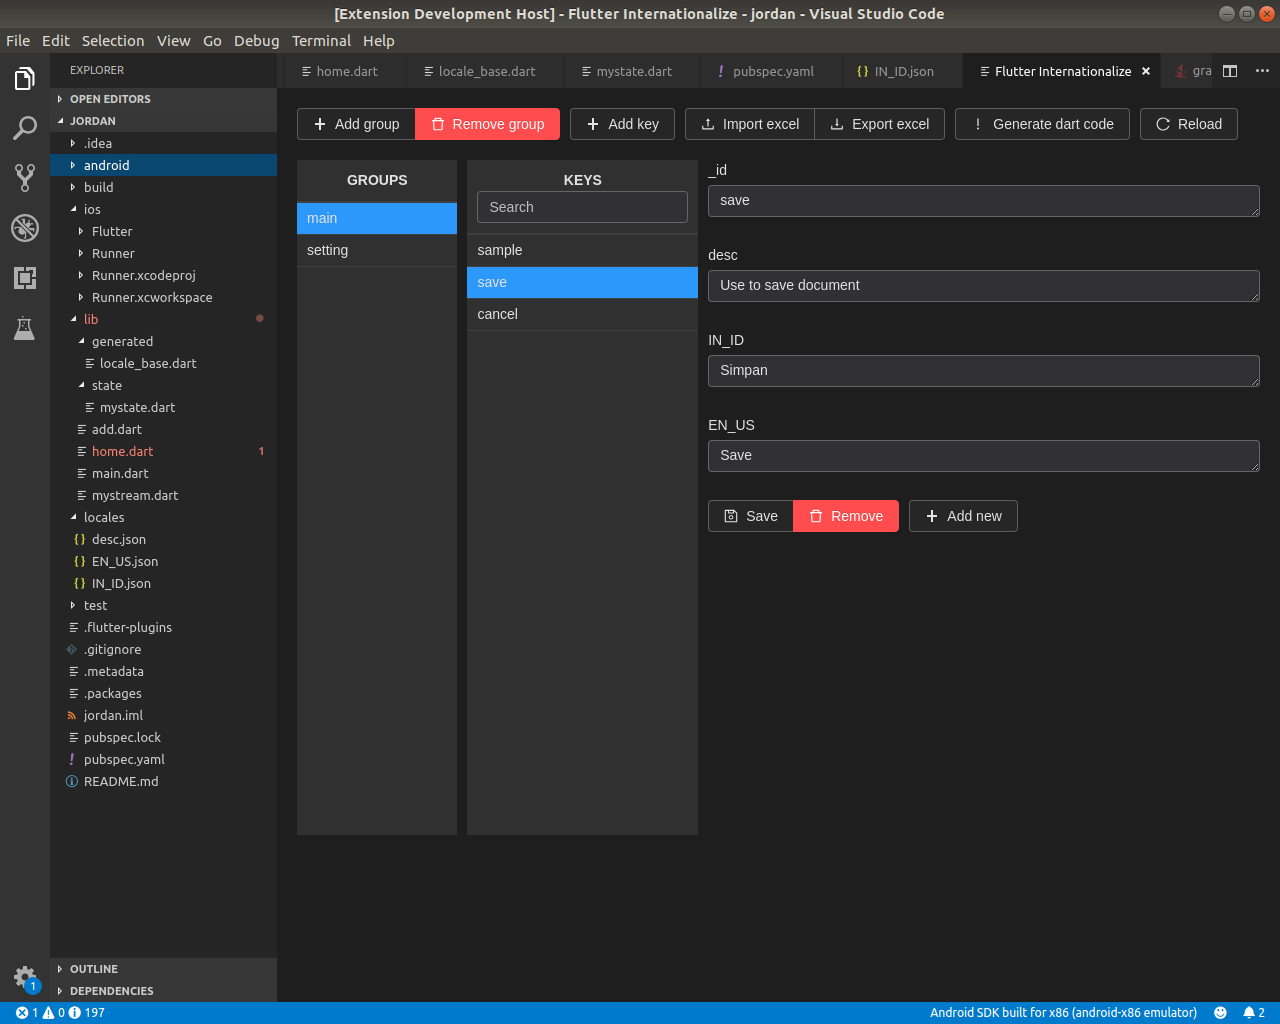 [Extension Development Host] - Flutter Internationalize - jordan - Visual Studio Code
File Edit Selection View Go Debug Terminal Help
EXPLORER
OPEN EDITORS
JORDAN
.idea
android
build
ios
Flutter
Runner
Runner.xcodeproj
Runner.xcworkspace
lib
generated
locale_base.dart
state
mystate.dart
add.dart
home.dart 1
main.dart
mystream.dart
locales
{} desc.json
{} EN_US.json
{} IN_ID.json
test
.flutter-plugins
.gitignore
.metadata
.packages
jordan.iml
pubspec.lock
! pubspec.yaml
README.md
OUTLINE
DEPENDENCIES
1
home.dart locale_base.dart mystate.dart ! pubspec.yaml {} IN_ID.json Flutter Internationalize × gra ...
+ Add group Remove group + Add key Import excel Export excel ! Generate dart code Reload
GROUPS
main
setting
KEYS
Search
sample
save
cancel
_id
save
desc
Use to save document
IN_ID
Simpan
EN_US
Save
Save Remove + Add new
1 0 197 Android SDK built for x86 (android-x86 emulator) 2